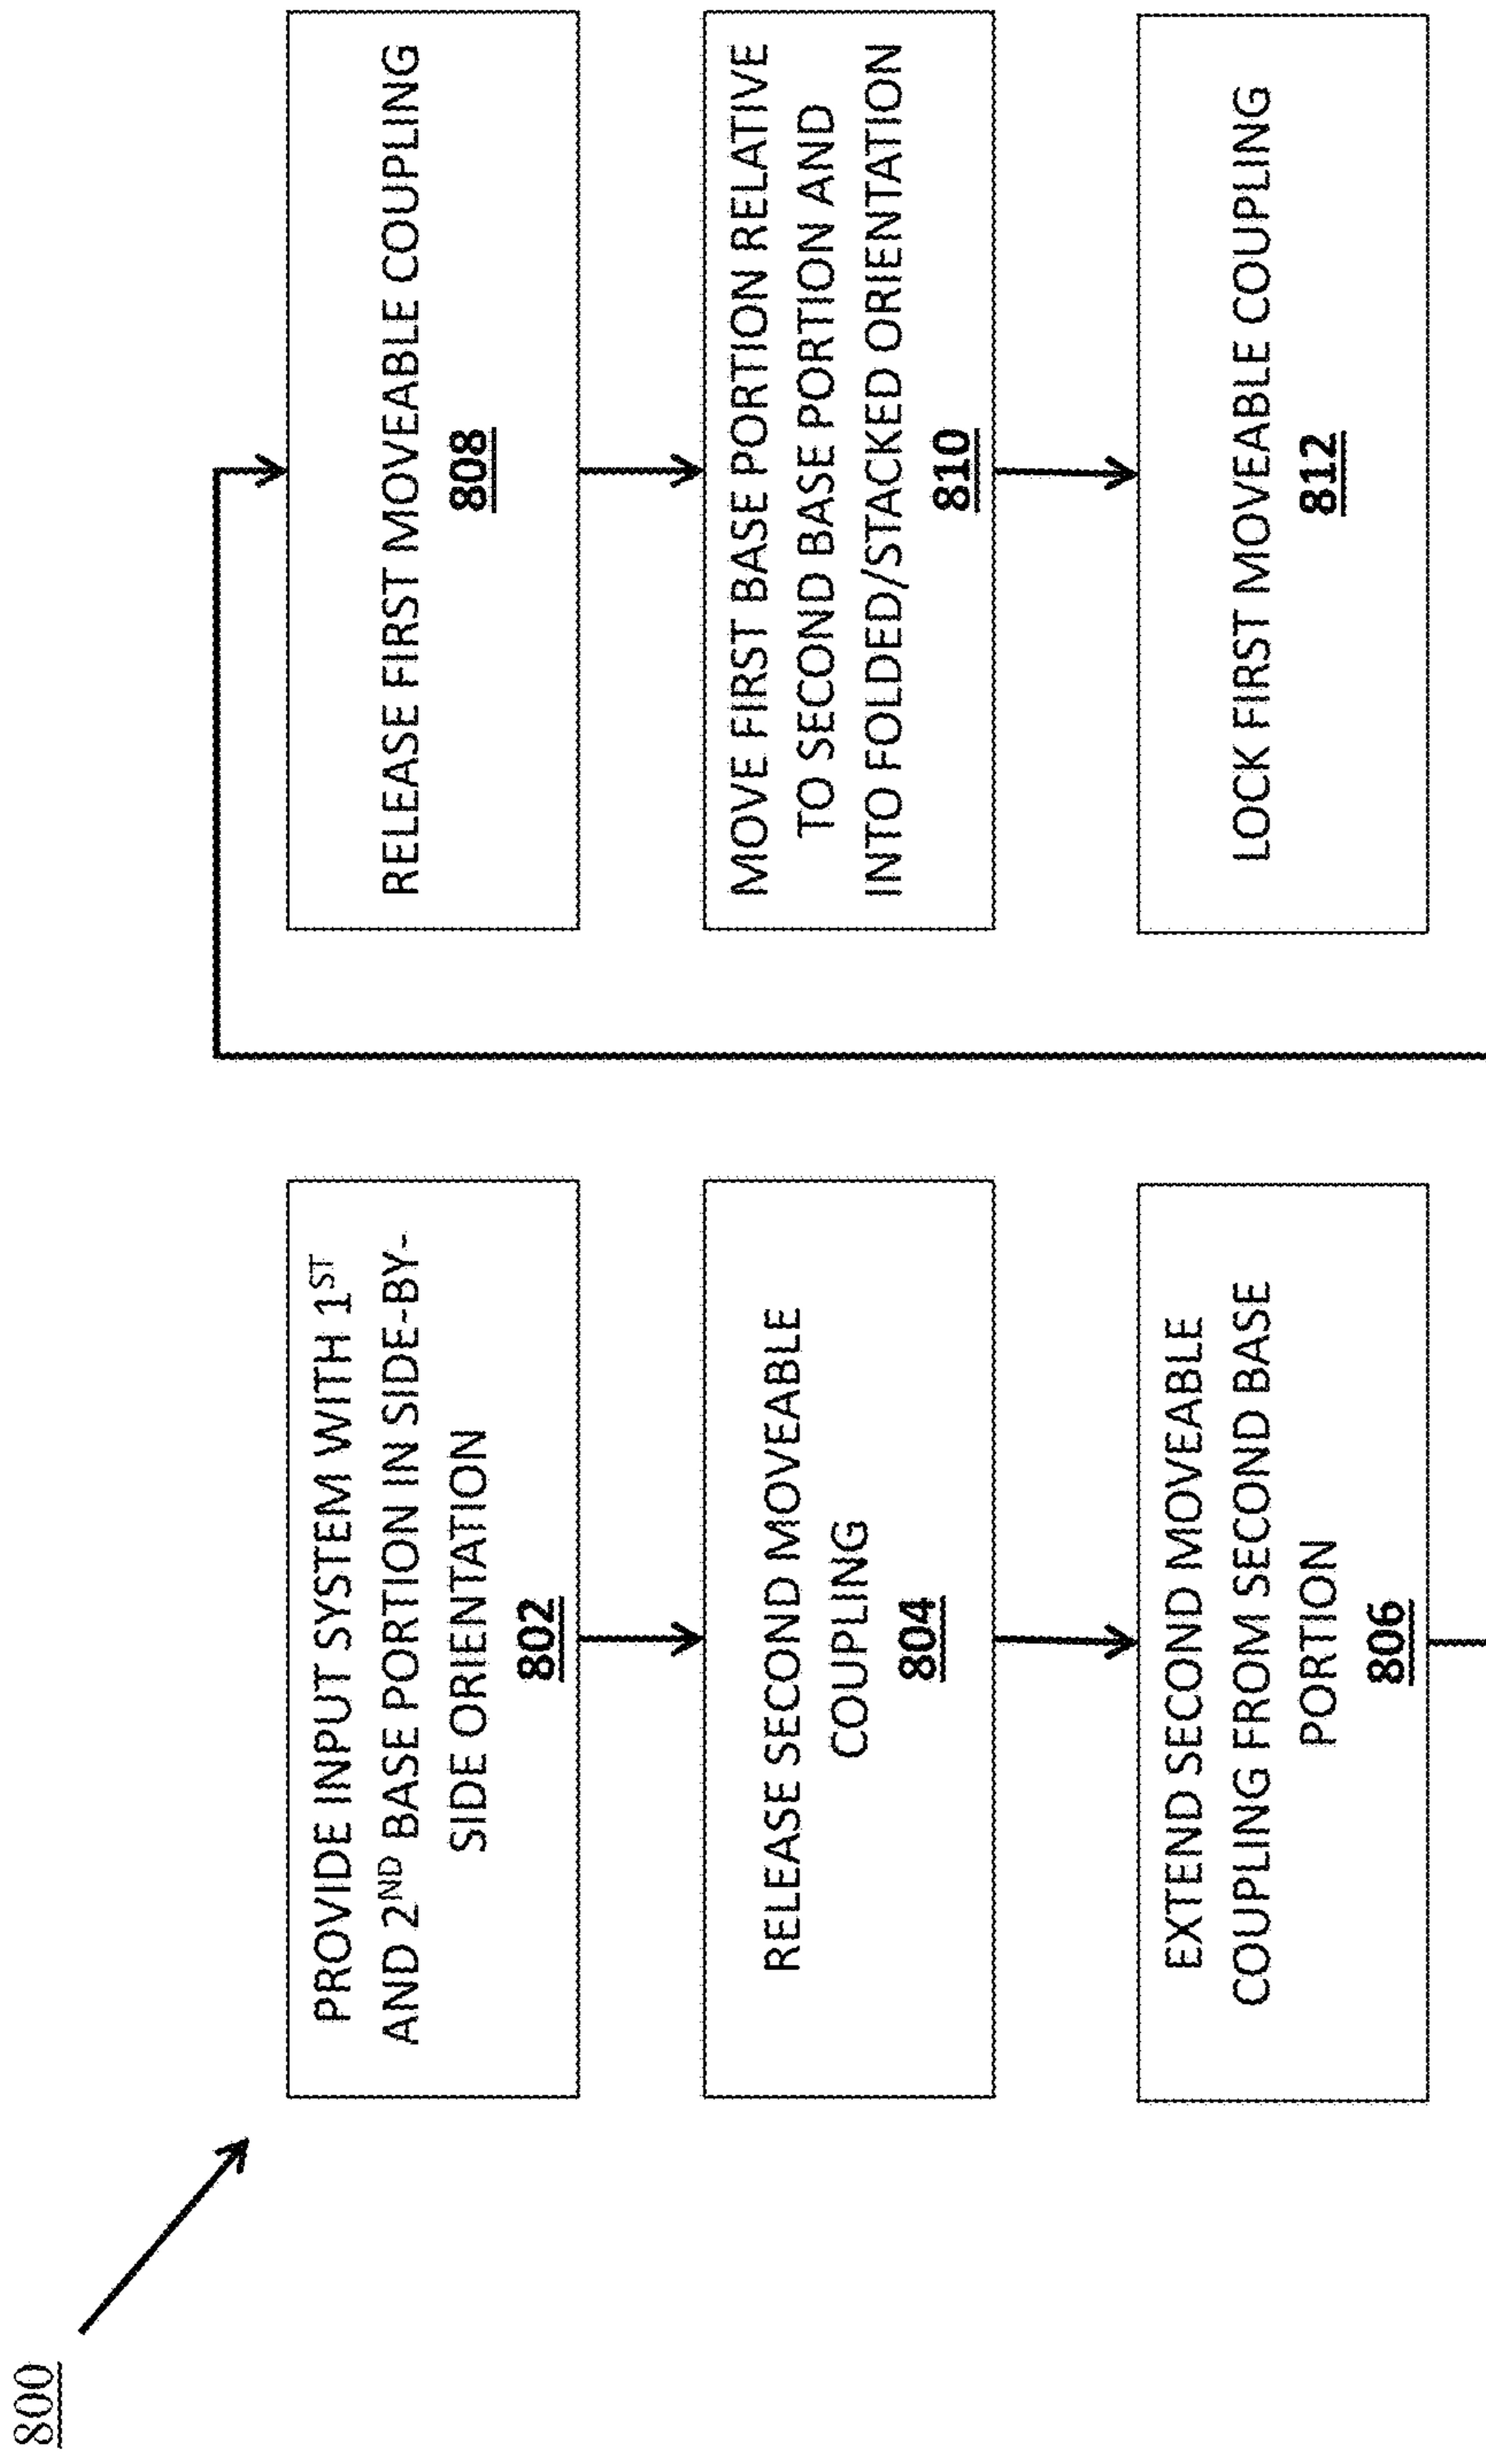 800
PROVIDE INPUT SYSTEM WITH 1ST
AND 2ND BASE PORTION IN SIDE-BY-
SIDE ORIENTATION
802
RELEASE SECOND MOVEABLE
COUPLING
804
EXTEND SECOND MOVEABLE
COUPLING FROM SECOND BASE
PORTION
806
RELEASE FIRST MOVEABLE COUPLING
808
MOVE FIRST BASE PORTION RELATIVE
TO SECOND BASE PORTION AND
INTO FOLDED/STACKED ORIENTATION
810
LOCK FIRST MOVEABLE COUPLING
812